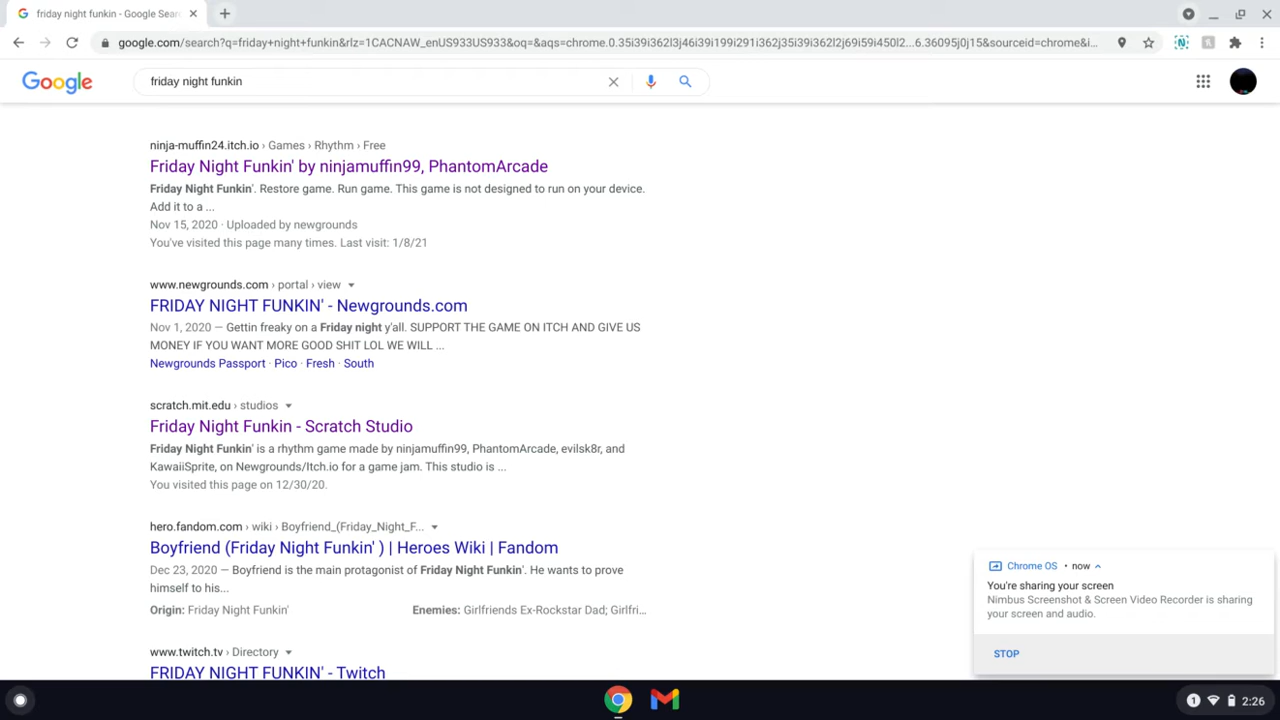 friday night funkin - Google Sear
google.com/search?q=friday+night+funkin&rlz=1CACNAW_enUS933US933&oq=&aqs=chrome.0.35i39i362l3j46i39i199i291i362j35i39i362l2j69i59i450l2...6.36095j0j15&sourceid=chrome&i...
Google
friday night funkin
ninja-muffin24.itch.io › Games › Rhythm › Free
Friday Night Funkin' by ninjamuffin99, PhantomArcade
Friday Night Funkin'. Restore game. Run game. This game is not designed to run on your device.
Add it to a ...
Nov 15, 2020 · Uploaded by newgrounds
You've visited this page many times. Last visit: 1/8/21
www.newgrounds.com › portal › view
FRIDAY NIGHT FUNKIN' - Newgrounds.com
Nov 1, 2020 — Gettin freaky on a Friday night y'all. SUPPORT THE GAME ON ITCH AND GIVE US
MONEY IF YOU WANT MORE GOOD SHIT LOL WE WILL ...
Newgrounds Passport · Pico · Fresh · South
scratch.mit.edu › studios
Friday Night Funkin - Scratch Studio
Friday Night Funkin' is a rhythm game made by ninjamuffin99, PhantomArcade, evilsk8r, and
KawaiiSprite, on Newgrounds/Itch.io for a game jam. This studio is ...
You visited this page on 12/30/20.
hero.fandom.com › wiki › Boyfriend_(Friday_Night_F...
Boyfriend (Friday Night Funkin' ) | Heroes Wiki | Fandom
Dec 23, 2020 — Boyfriend is the main protagonist of Friday Night Funkin'. He wants to prove
himself to his...
Origin: Friday Night Funkin' Enemies: Girlfriends Ex-Rockstar Dad; Girlfri...
www.twitch.tv › Directory
FRIDAY NIGHT FUNKIN' - Twitch
Chrome OS • now
You're sharing your screen
Nimbus Screenshot & Screen Video Recorder is sharing
your screen and audio.
STOP
1 2:26